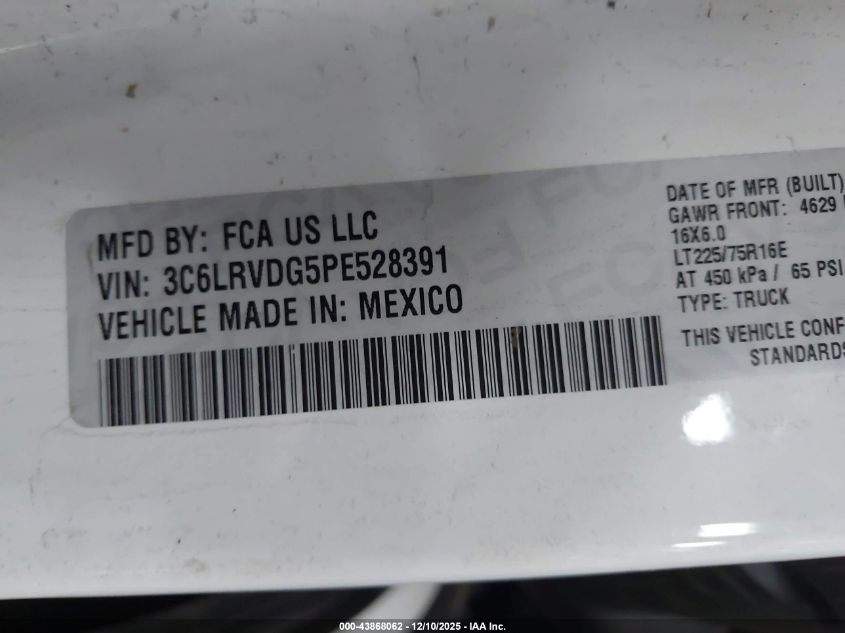 MFD BY: FCA US LLC
VIN: 3C6LRVDG5PE528391
VEHICLE MADE IN: MEXICO
DATE OF MFR (BUILT)
GAWR FRONT: 4629
16X6.0
LT225/75R16E
AT 450 kPa / 65 PSI
TYPE: TRUCK
THIS VEHICLE CONF
STANDARDS
000-43868062 - 12/10/2025 - IAA Inc.